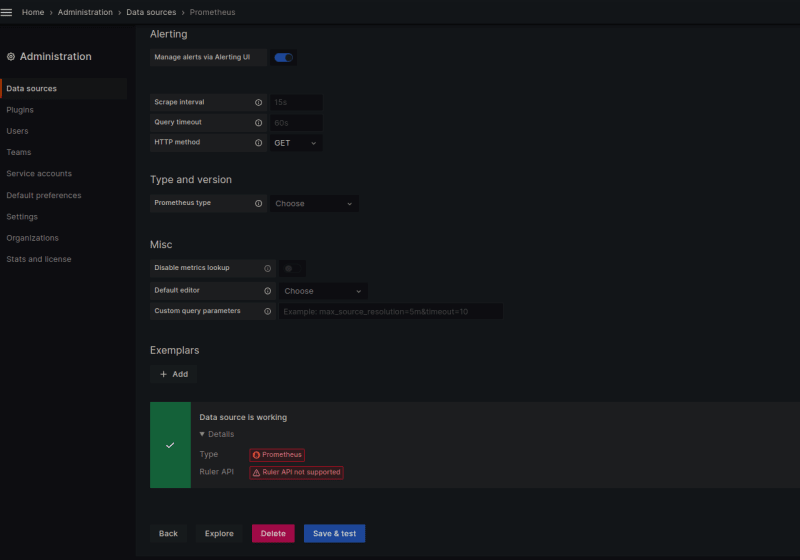 Home › Administration › Data sources › Prometheus
Administration
Data sources
Plugins
Users
Teams
Service accounts
Default preferences
Settings
Organizations
Stats and license
Alerting
Manage alerts via Alerting UI
Scrape interval 15s
Query timeout 60s
HTTP method GET
Type and version
Prometheus type Choose
Misc
Disable metrics lookup
Default editor Choose
Custom query parameters Example: max_source_resolution=5m&timeout=10
Exemplars
+ Add
Data source is working
Details
Type Prometheus
Ruler API Ruler API not supported
Back Explore Delete Save & test